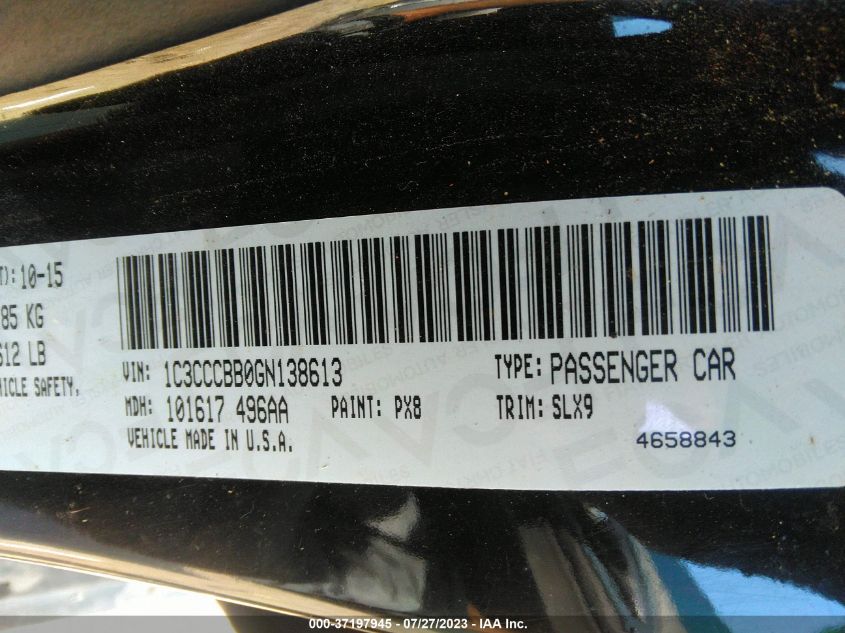 T): 10-15
85 KG
612 LB
HICLE SAFETY,
VIN: 1C3CCCBB0GN138613 TYPE: PASSENGER CAR
MDH: 101617 496AA PAINT: PX8 TRIM: SLX9
VEHICLE MADE IN U.S.A. 4658843
000-37197945 / 07/27/2023 - © IAA Inc.